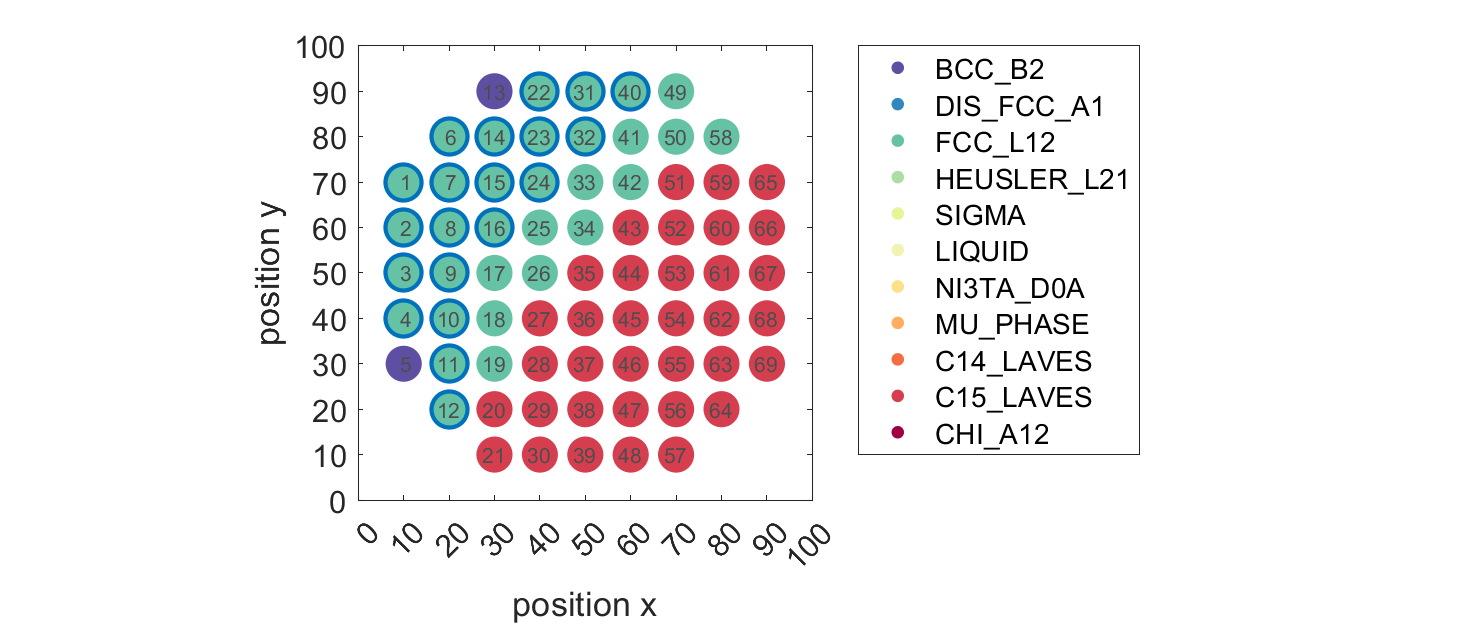 100
90 13 22 31 40 49
80 6 14 23 32 41 50 58
70 1 7 15 24 33 42 51 59 65
60 2 8 16 25 34 43 52 60 66
50 3 9 17 26 35 44 53 61 67
40 4 10 18 27 36 45 54 62 68
30 5 11 19 28 37 46 55 63 69
20 12 20 29 38 47 56 64
10 21 30 39 48 57
0
position y
0 10 20 30 40 50 60 70 80 90 100
position x
BCC_B2
DIS_FCC_A1
FCC_L12
HEUSLER_L21
SIGMA
LIQUID
NI3TA_D0A
MU_PHASE
C14_LAVES
C15_LAVES
CHI_A12